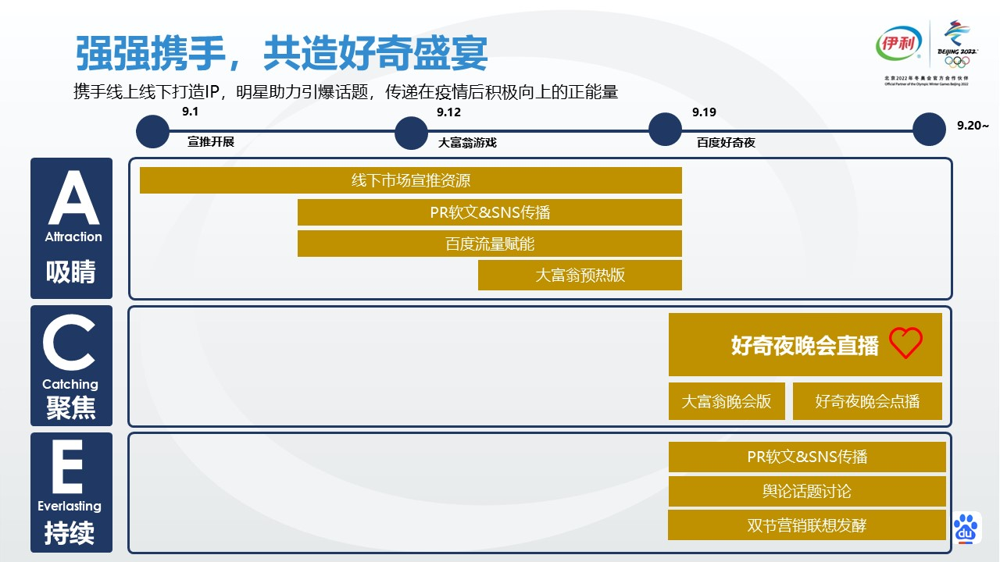 强强携手，共造好奇盛宴
伊利
BEIJING 2022
北京2022年冬奥会官方合作伙伴
Official Partner of the Olympic Winter Games Beijing 2022
携手线上线下打造IP，明星助力引爆话题，传递在疫情后积极向上的正能量
9.1
9.12
9.19
9.20~
宣推开展
大富翁游戏
百度好奇夜
A
Attraction
吸睛
线下市场宣推资源
PR软文&SNS传播
百度流量赋能
大富翁预热版
C
Catching
聚焦
好奇夜晚会直播
大富翁晚会版
好奇夜晚会点播
E
Everlasting
持续
PR软文&SNS传播
舆论话题讨论
双节营销联想发酵
du